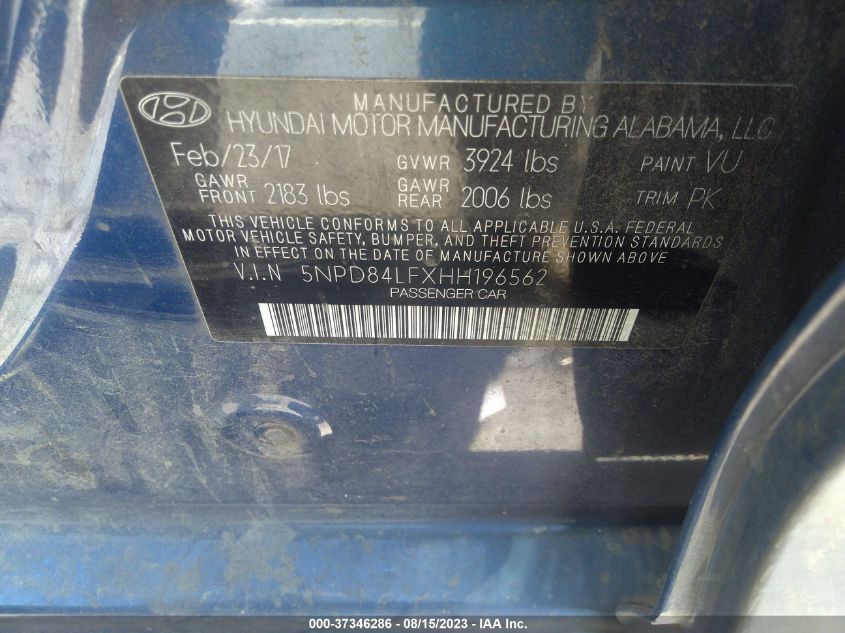 MANUFACTURED BY
HYUNDAI MOTOR MANUFACTURING ALABAMA, LLC
Feb/23/17 GVWR 3924 lbs PAINT VU
GAWR FRONT 2183 lbs GAWR REAR 2006 lbs TRIM PK
THIS VEHICLE CONFORMS TO ALL APPLICABLE U.S.A. FEDERAL
MOTOR VEHICLE SAFETY, BUMPER, AND THEFT PREVENTION STANDARDS
IN EFFECT ON THE DATE OF MANUFACTURE SHOWN ABOVE
V.I.N 5NPD84LFXHH196562
PASSENGER CAR
000-37346286 - 08/15/2023 - IAA Inc.